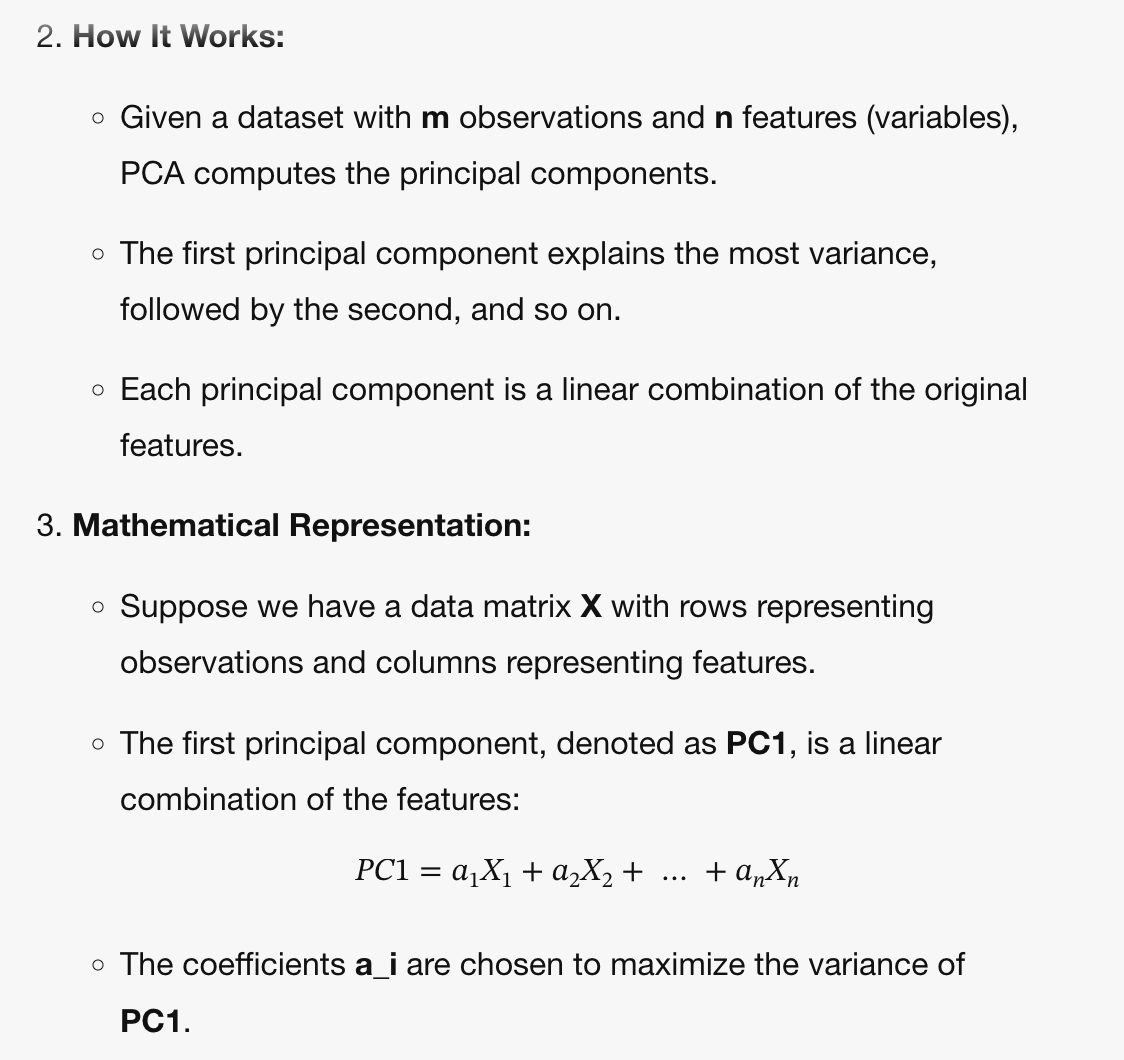 2. How It Works:
◦ Given a dataset with m observations and n features (variables),
PCA computes the principal components.
◦ The first principal component explains the most variance,
followed by the second, and so on.
◦ Each principal component is a linear combination of the original
features.
3. Mathematical Representation:
◦ Suppose we have a data matrix X with rows representing
observations and columns representing features.
◦ The first principal component, denoted as PC1, is a linear
combination of the features:
PC1 = a₁X₁ + a₂X₂ + ... + aₙXₙ
◦ The coefficients a_i are chosen to maximize the variance of
PC1.